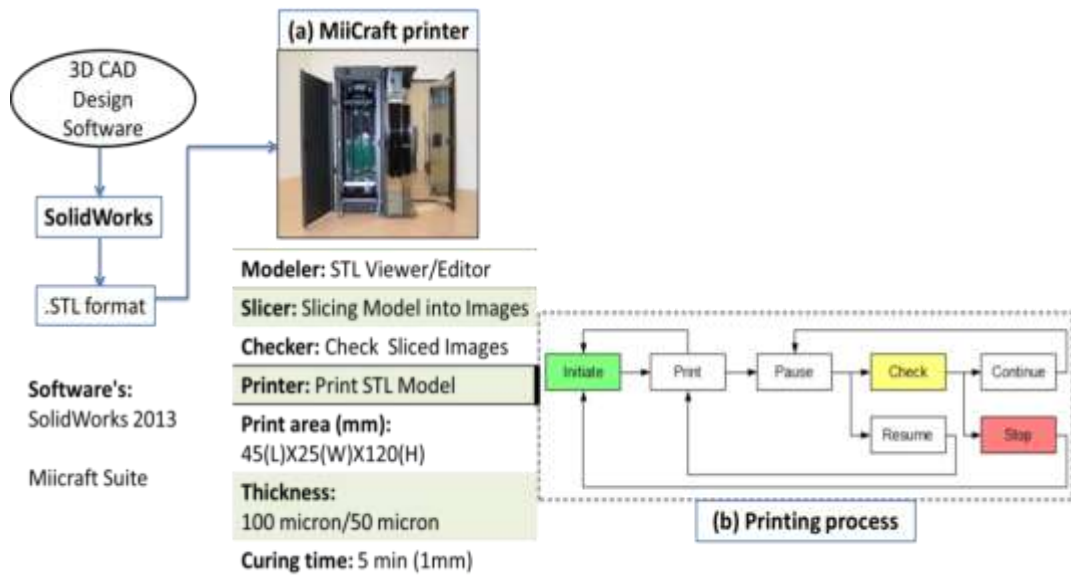 (a) MiiCraft printer
3D CAD
Design
Software
SolidWorks
.STL format
Software's:
SolidWorks 2013
Miicraft Suite
Modeler: STL Viewer/Editor
Slicer: Slicing Model into Images
Checker: Check Sliced Images
Printer: Print STL Model
Print area (mm):
45(L)X25(W)X120(H)
Thickness:
100 micron/50 micron
Curing time: 5 min (1mm)
Initiate
Print
Pause
Check
Continue
Resume
Stop
(b) Printing process